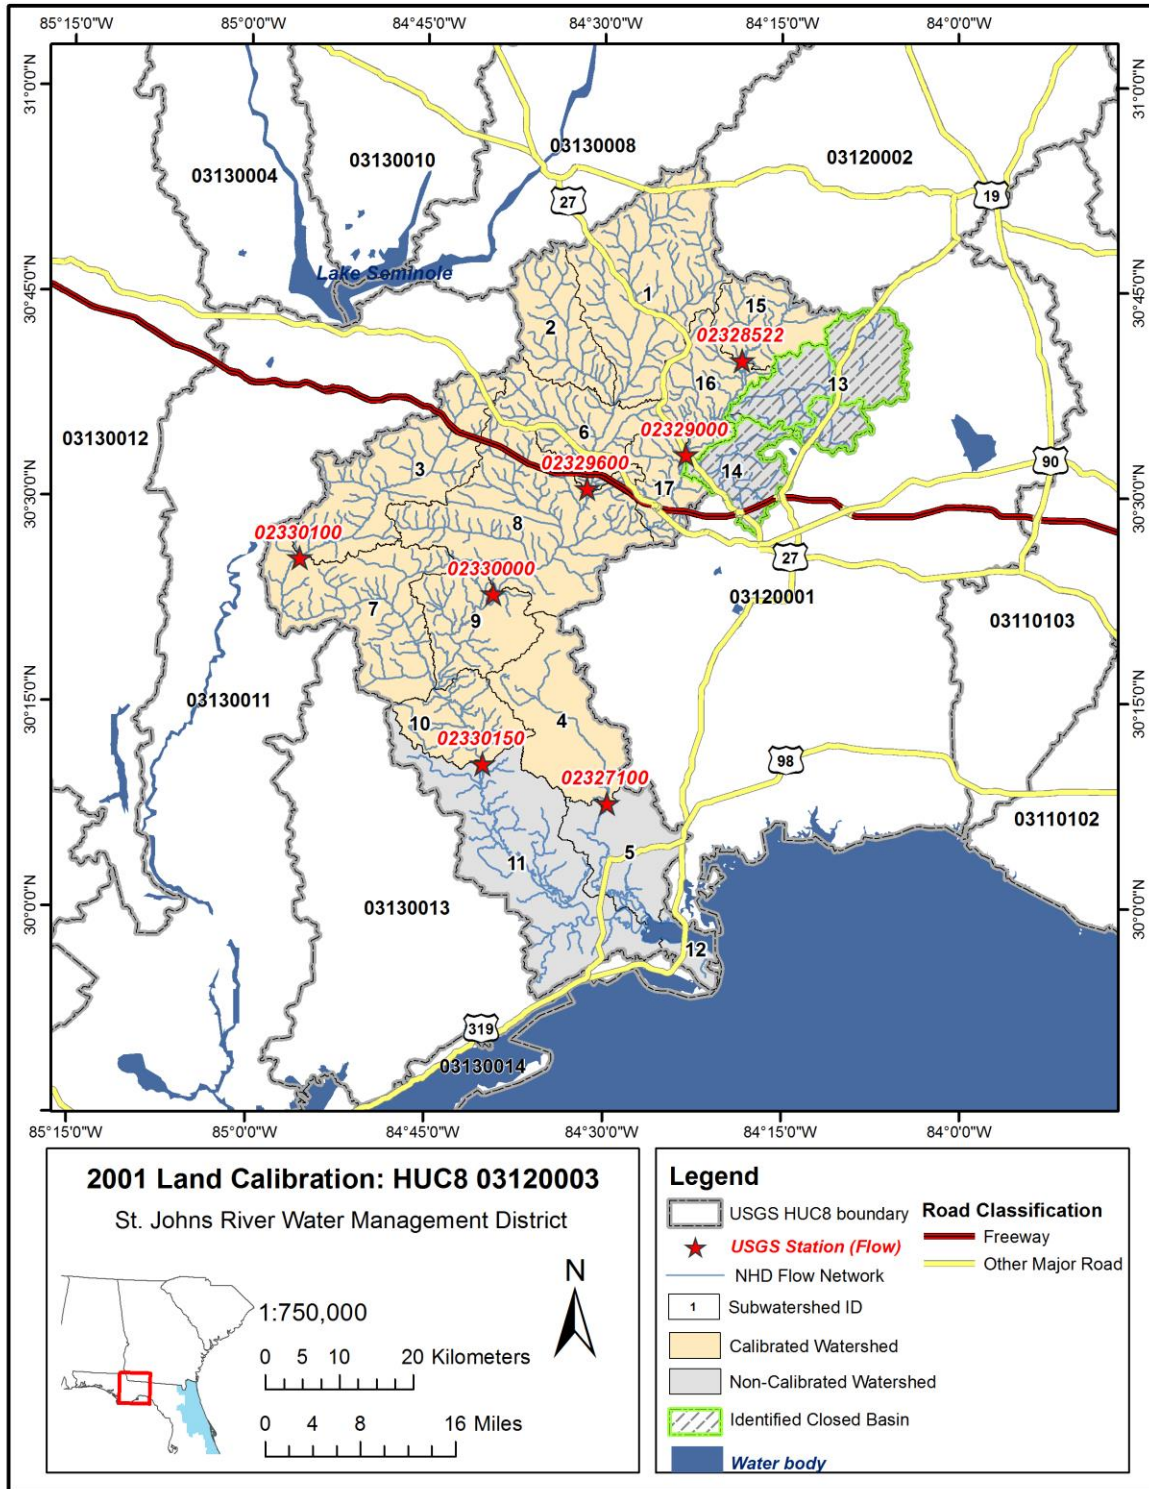 85°15'0"W 85°0'0"W 84°45'0"W 84°30'0"W 84°15'0"W 84°0'0"W
31°0'0"N
31°0'0"N
03130008
03130010
03120002
03130004
27
19
Lake Seminole
30°45'0"N
30°45'0"N
1
15
2
02328522
16
13
03130012
6
02329000
02329600
3
14
90
17
30°30'0"N
30°30'0"N
8
02330100
27
02330000
03120001
7
9
03110103
30°15'0"N
30°15'0"N
03130011
10
4
02330150
98
02327100
03110102
5
11
30°0'0"N
30°0'0"N
03130013
12
319
03130014
85°15'0"W 85°0'0"W 84°45'0"W 84°30'0"W 84°15'0"W 84°0'0"W
2001 Land Calibration: HUC8 03120003
St. Johns River Water Management District
N
1:750,000
0 5 10 20 Kilometers
0 4 8 16 Miles
Legend
USGS HUC8 boundary
USGS Station (Flow)
NHD Flow Network
1 Subwatershed ID
Calibrated Watershed
Non-Calibrated Watershed
Identified Closed Basin
Water body
Road Classification
Freeway
Other Major Road